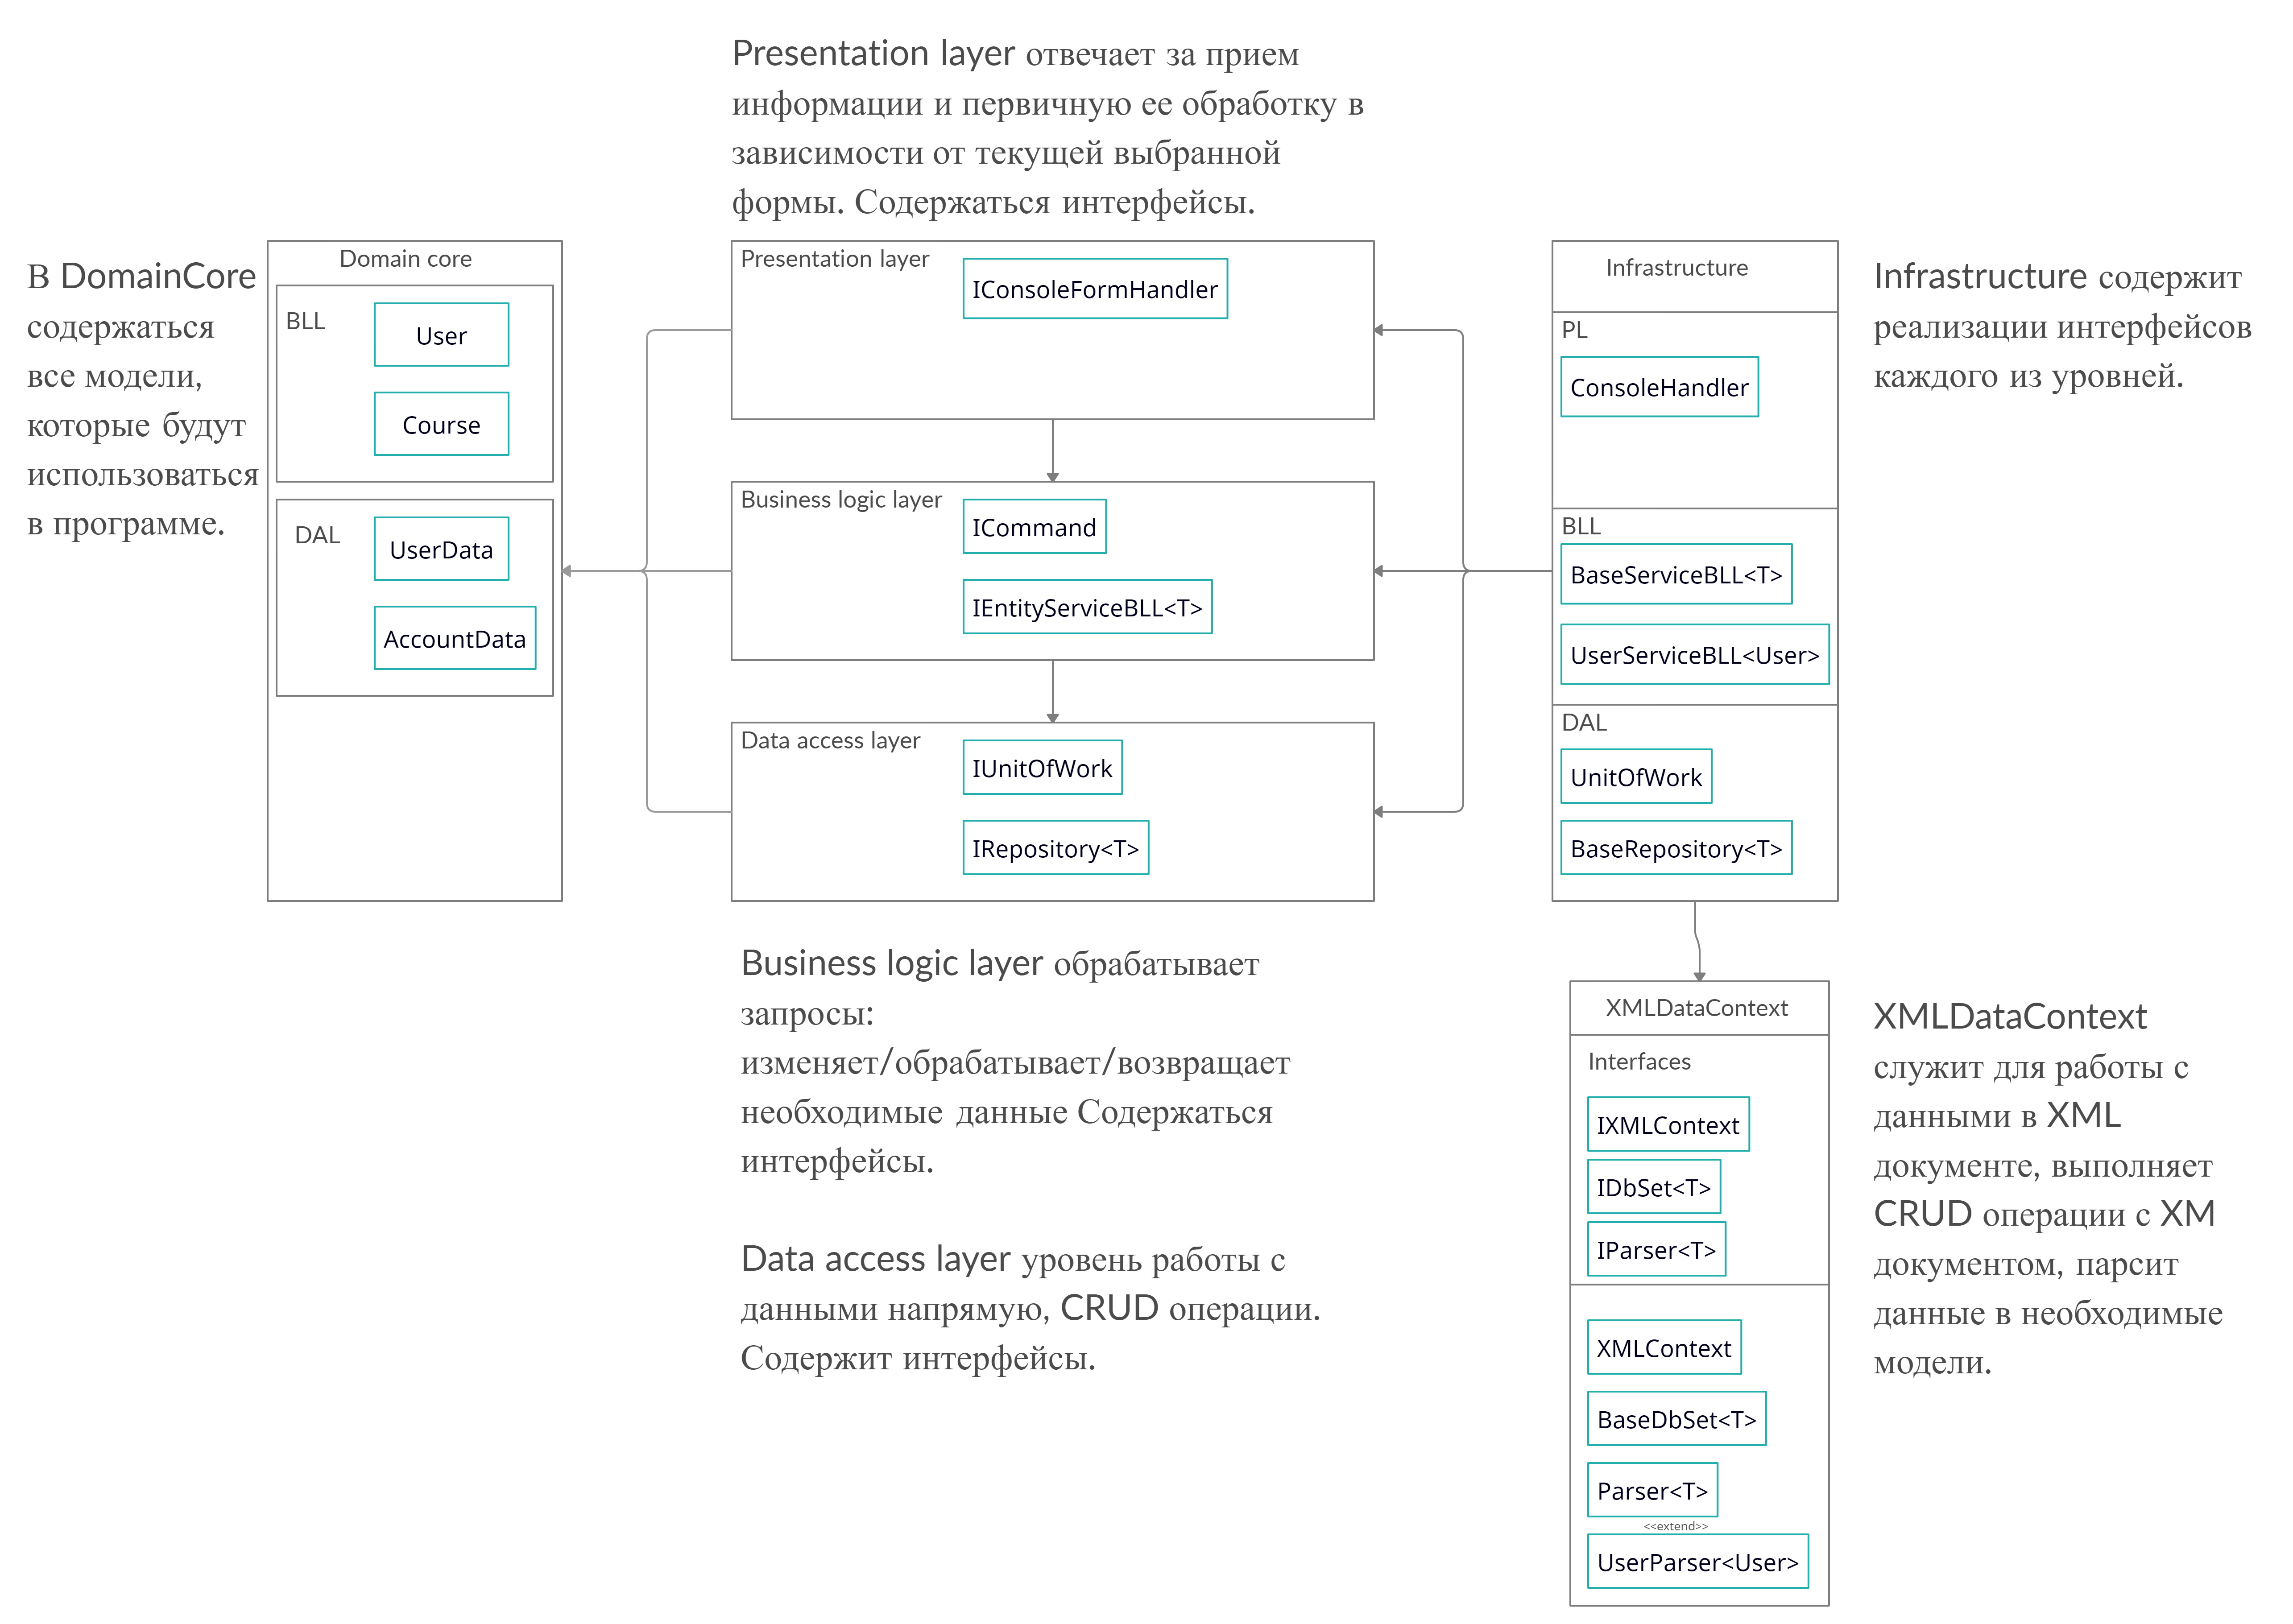 Presentation layer отвечает за прием
информации и первичную ее обработку в
зависимости от текущей выбранной
формы. Содержаться интерфейсы.
В DomainCore
содержаться
все модели,
которые будут
использоваться
в программе.
Domain core
BLL
User
Course
DAL
UserData
AccountData
Presentation layer
IConsoleFormHandler
Business logic layer
ICommand
IEntityServiceBLL<T>
Data access layer
IUnitOfWork
IRepository<T>
Infrastructure
PL
ConsoleHandler
BLL
BaseServiceBLL<T>
UserServiceBLL<User>
DAL
UnitOfWork
BaseRepository<T>
Infrastructure содержит
реализации интерфейсов
каждого из уровней.
Business logic layer обрабатывает
запросы:
изменяет/обрабатывает/возвращает
необходимые данные Содержаться
интерфейсы.
Data access layer уровень работы с
данными напрямую, CRUD операции.
Содержит интерфейсы.
XMLDataContext
Interfaces
IXMLContext
IDbSet<T>
IParser<T>
XMLContext
BaseDbSet<T>
Parser<T>
<<extend>>
UserParser<User>
XMLDataContext
служит для работы с
данными в XML
документе, выполняет
CRUD операции с XM
документом, парсит
данные в необходимые
модели.